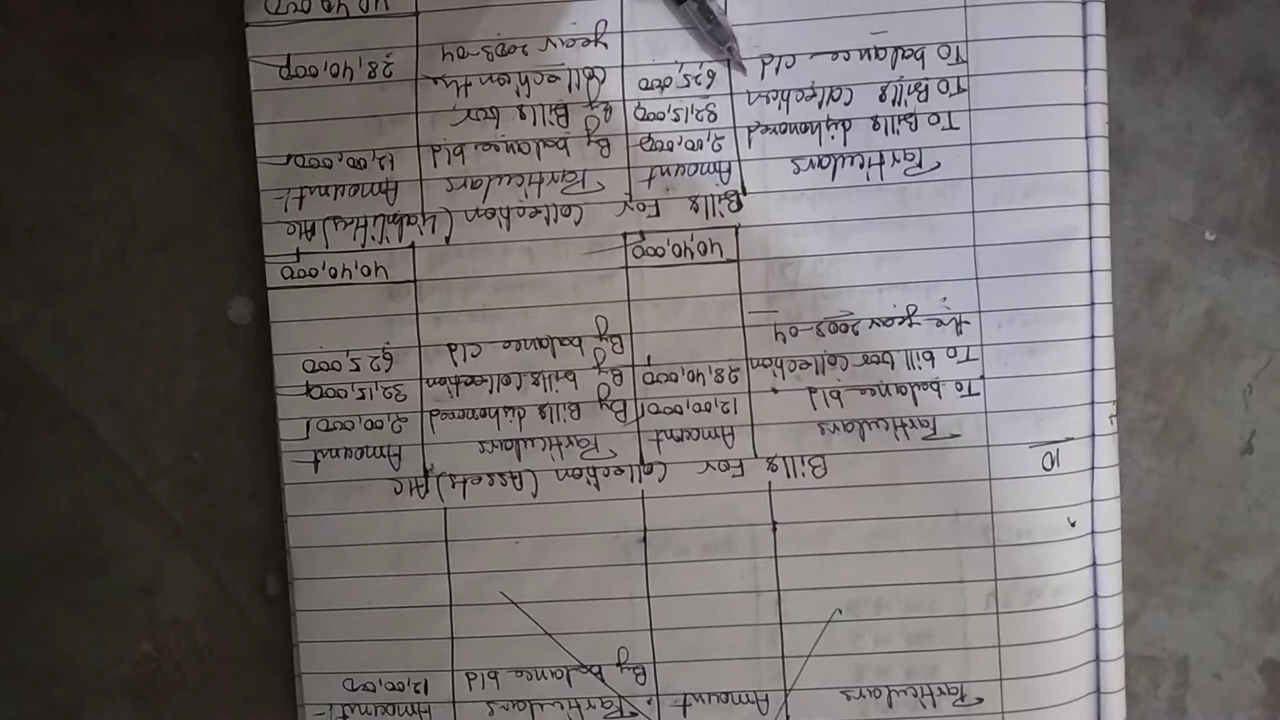 Particulars Amount Particulars Amount:-
By balance b/d 12,00,000
10 Bills For Collection (Assets) A/c
Particulars Amount Particulars Amount
To balance b/d 12,00,000 By Bills dishonored 2,00,000
To bill for collection 28,40,000 By bills collection 32,15,000
the year 2003-04 By balance c/d 625,000
40,40,000 40,40,000
Bills For Collection (Liabilities) A/c
Particulars Amount Particulars Amount:-
To Bills dishonored 2,00,000 By balance b/d 12,00,000
To Bills Collection 32,15,000 By Bills for
To balance c/d 6,25,000 Collection the 28,40,000
year 2003-04
40,40,000